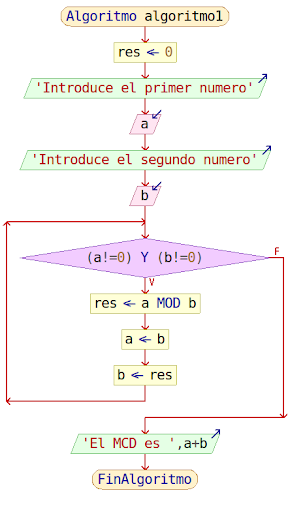 Algoritmo algoritmo1
res <- 0
'Introduce el primer numero'
a
'Introduce el segundo numero'
b
(a!=0) Y (b!=0)
F
V
res <- a MOD b
a <- b
b <- res
'El MCD es ',a+b
FinAlgoritmo